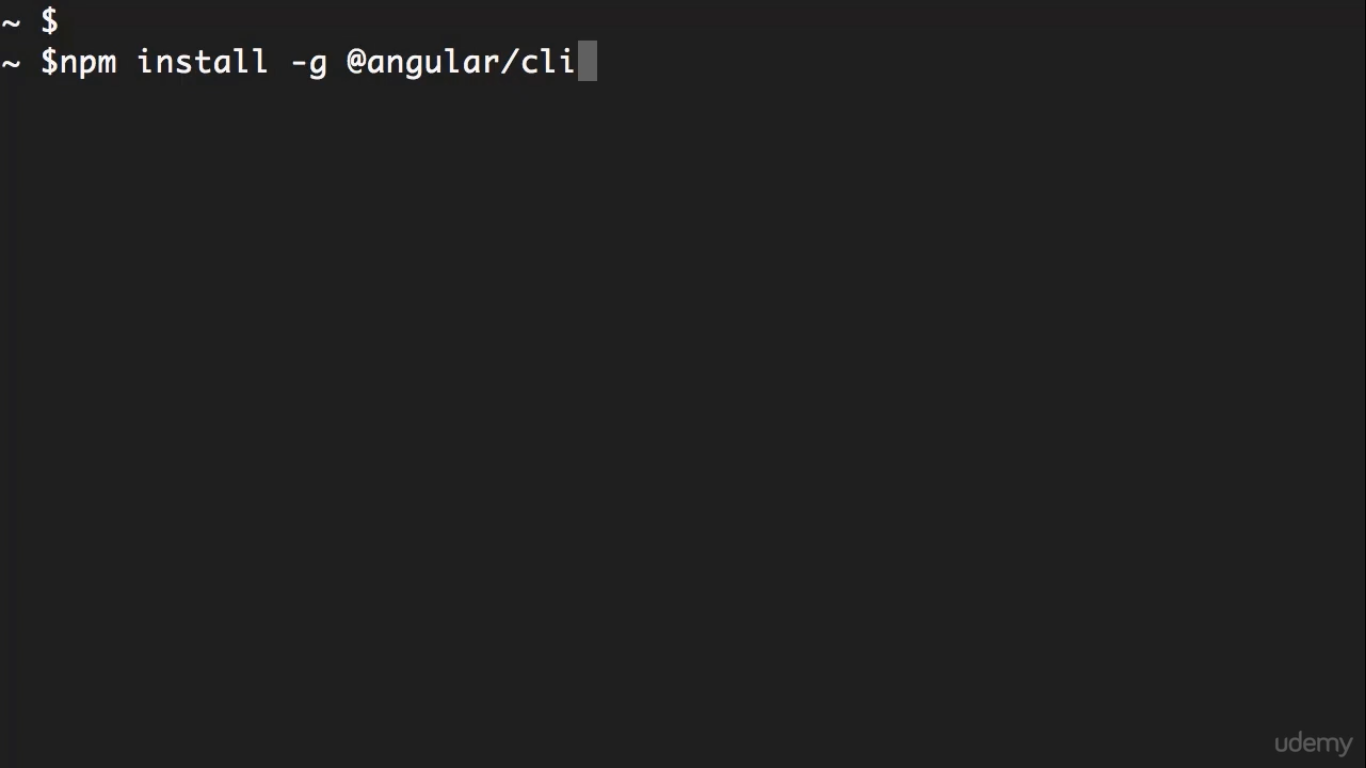 ~ $
~ $npm install -g @angular/cli
udemy